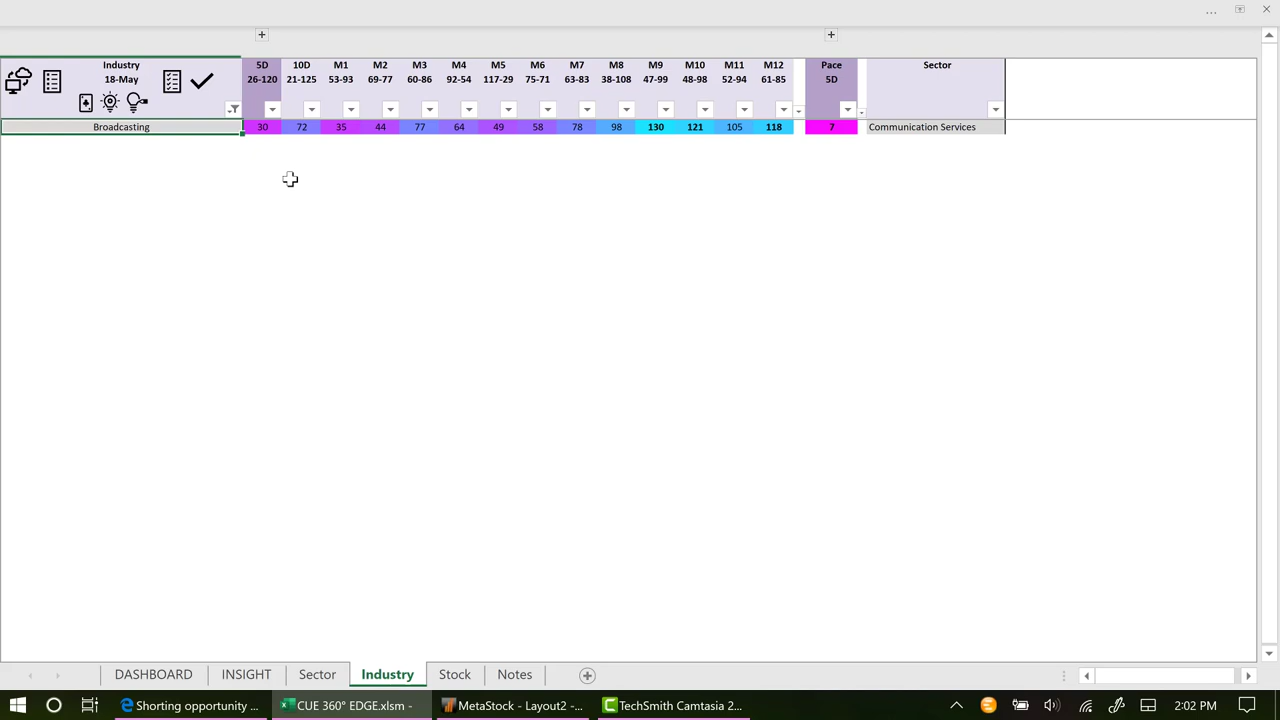 Industry 5D 10D M1 M2 M3 M4 M5 M6 M7 M8 M9 M10 M11 M12 Pace Sector
18-May 26-120 21-125 53-93 69-77 60-86 92-54 117-29 75-71 63-83 38-108 47-99 48-98 52-94 61-85 5D
Broadcasting 30 72 35 44 77 64 49 58 78 98 130 121 105 118 7 Communication Services
DASHBOARD INSIGHT Sector Industry Stock Notes
Shorting opportunity ... CUE 360° EDGE.xlsm - MetaStock - Layout2 -... TechSmith Camtasia 2... 2:02 PM